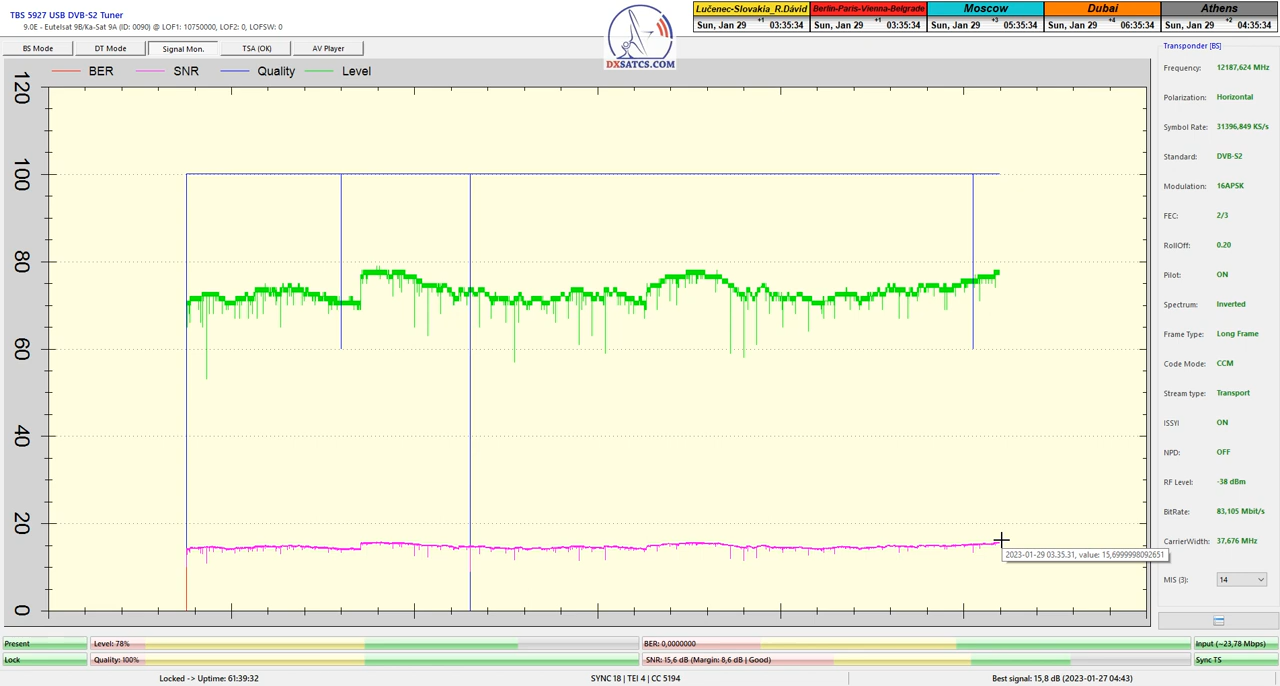 TBS 5927 USB DVB-S2 Tuner
9.0E - Eutelsat 9B/Ka-Sat 9A (ID: 0090) @ LOF1: 10750000, LOF2: 0, LOFSW: 0
DXSATCS.COM
Lučenec-Slovakia_R.Dávid
Sun, Jan 29 +1 03:35:34
Berlin-Paris-Vienna-Belgrade
Sun, Jan 29 +1 03:35:34
Moscow
Sun, Jan 29 +3 05:35:34
Dubai
Sun, Jan 29 +4 06:35:34
Athens
Sun, Jan 29 +2 04:35:34
BS Mode
DT Mode
Signal Mon.
TSA (OK)
AV Player
BER
SNR
Quality
Level
120
100
80
60
40
20
0
2023-01-29 03.35.31, value: 15,6999998092651
Transponder [BS]
Frequency: 12187,624 MHz
Polarization: Horizontal
Symbol Rate: 31396,849 KS/s
Standard: DVB-S2
Modulation: 16APSK
FEC: 2/3
RollOff: 0.20
Pilot: ON
Spectrum: Inverted
Frame Type: Long Frame
Code Mode: CCM
Stream type: Transport
ISSYI ON
NPD: OFF
RF Level: -38 dBm
BitRate: 83,105 Mbit/s
CarrierWidth: 37,676 MHz
MIS (3): 14
Present
Level: 78%
BER: 0,0000000
Input (~23,78 Mbps)
Lock
Quality: 100%
SNR: 15,6 dB (Margin: 8,6 dB | Good)
Sync TS
Locked -> Uptime: 61:39:32
SYNC 18 | TEI 4 | CC 5194
Best signal: 15,8 dB (2023-01-27 04:43)